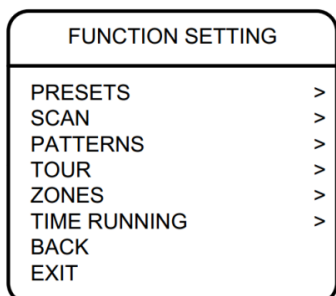 FUNCTION SETTING
PRESETS >
SCAN >
PATTERNS >
TOUR >
ZONES >
TIME RUNNING >
BACK
EXIT